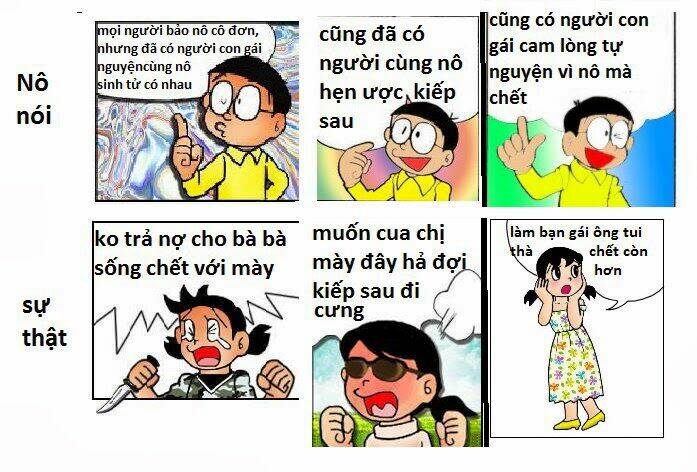 Nô
nói
mọi người bảo nô cô đơn,
nhưng đã có người con gái
nguyệncùng nô
sinh tử có nhau
cũng đã có
người cùng nô
hẹn ược kiếp
sau
cũng có người con
gái cam lòng tự
nguyện vì nô mà
chết
sự
thật
ko trả nợ cho bà bà
sống chết với mày
muốn cua chị
mày đây hả đợi
kiếp sau đi
cưng
làm bạn gái ông tui
thà chết còn
hơn